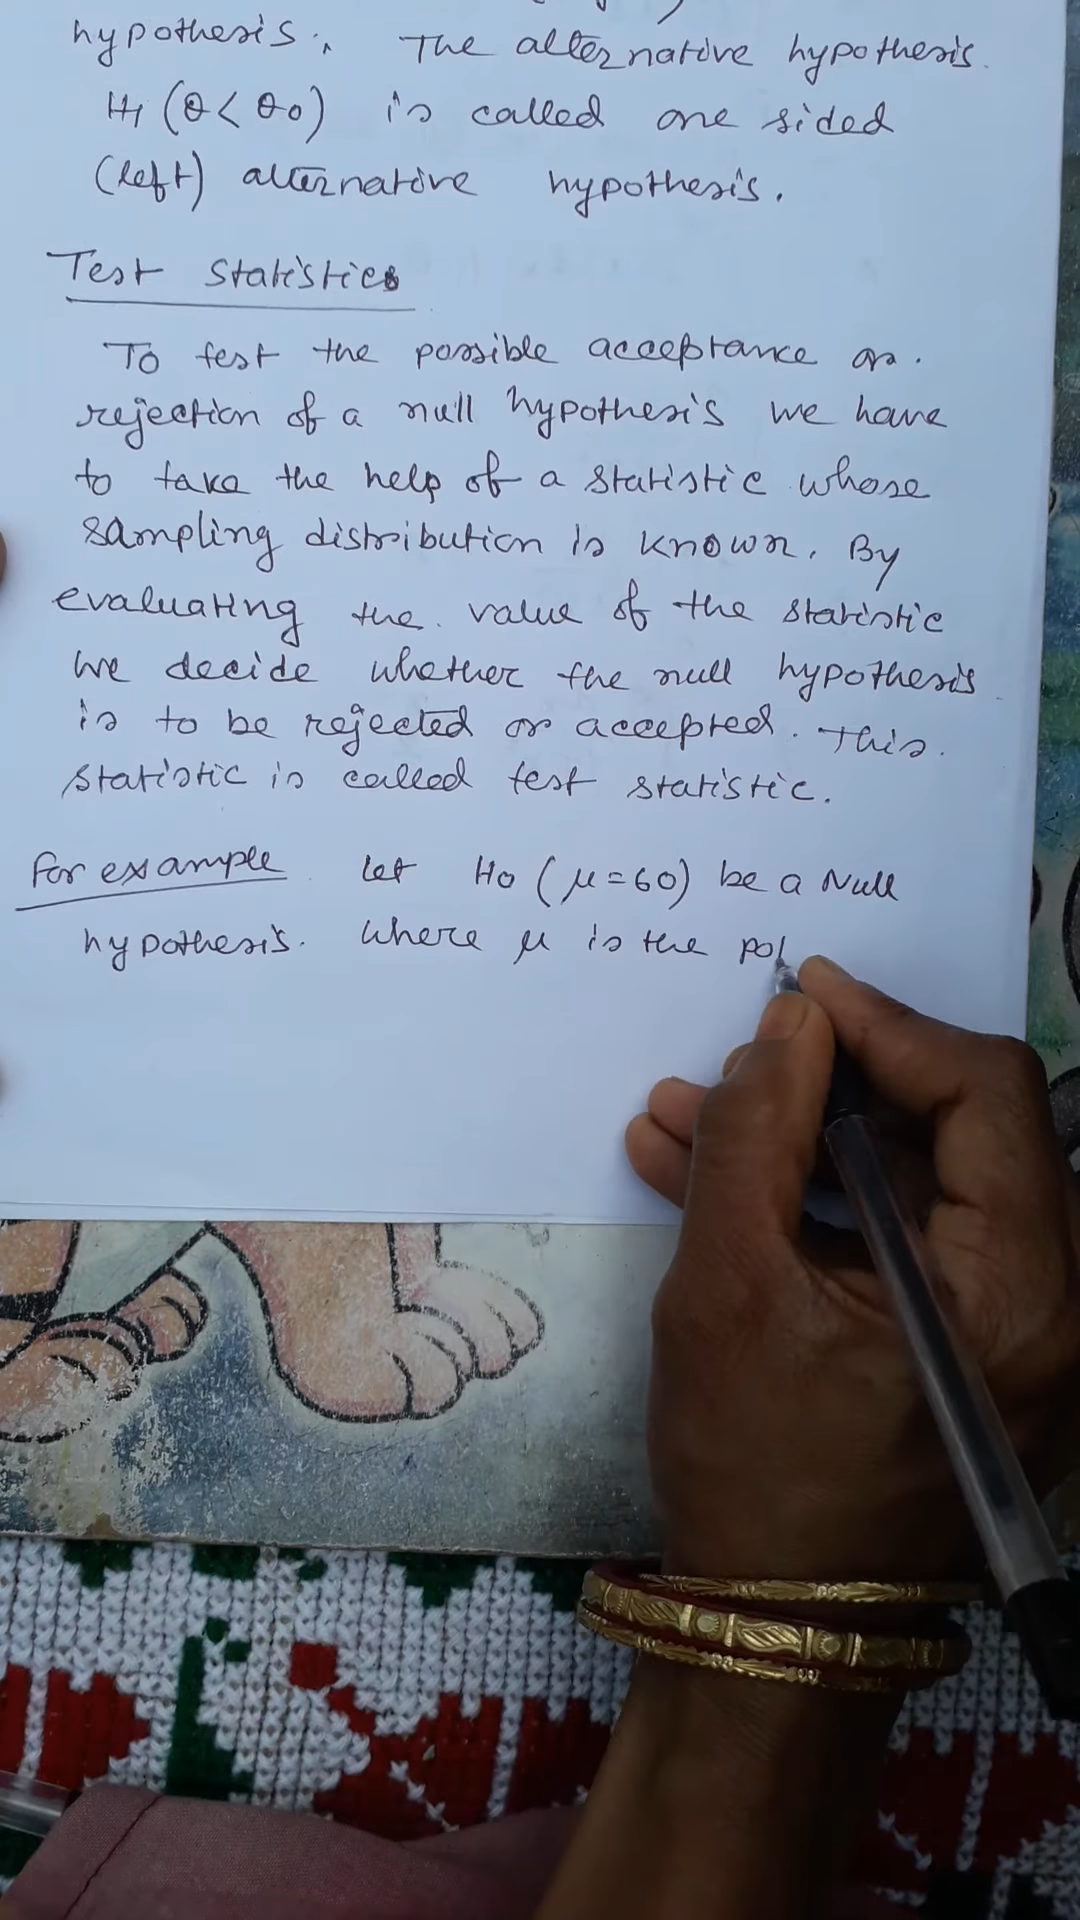 hypothesis. The alternative hypothesis.
H1 (θ < θ0) is called one sided
(left) alternative hypothesis.
Test Statistics
To test the possible acceptance or
rejection of a null hypothesis we have
to take the help of a statistic whose
sampling distribution is known. By
evaluating the value of the statistic
we decide whether the null hypothesis
is to be rejected or accepted. This
statistic is called test statistic.
For example let H0 (μ=60) be a Null
hypothesis. Where μ is the pop